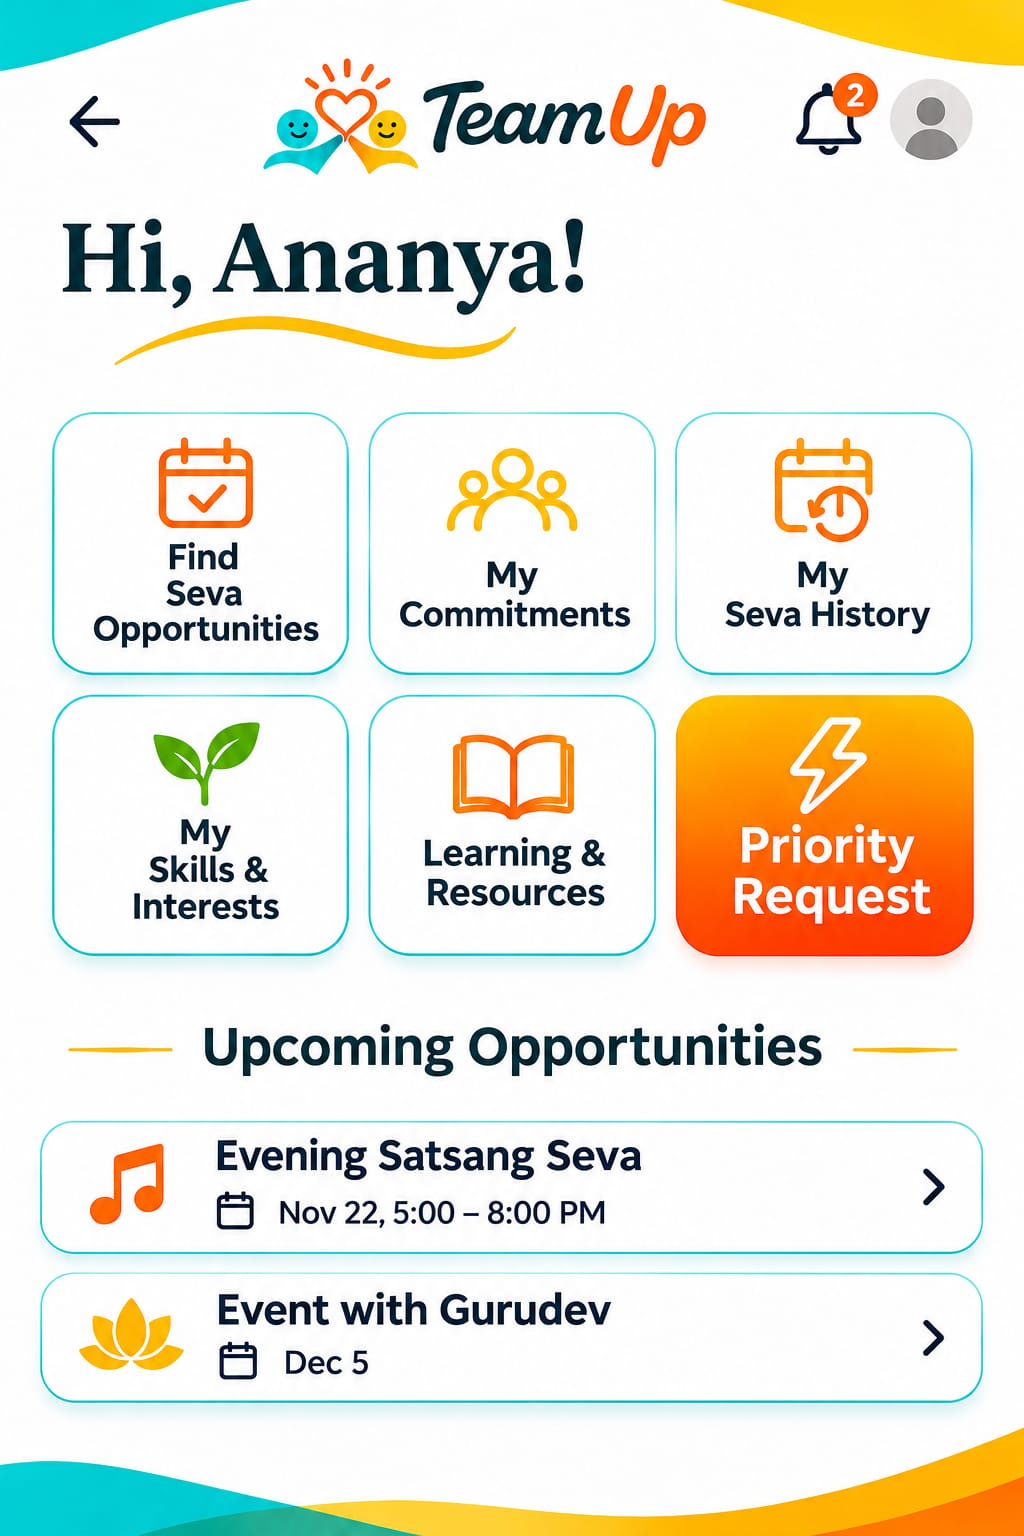 TeamUp
2
Hi, Ananya!
Find
Seva
Opportunities
My
Commitments
My
Seva History
My
Skills &
Interests
Learning &
Resources
Priority
Request
Upcoming Opportunities
Evening Satsang Seva
Nov 22, 5:00 – 8:00 PM
Event with Gurudev
Dec 5